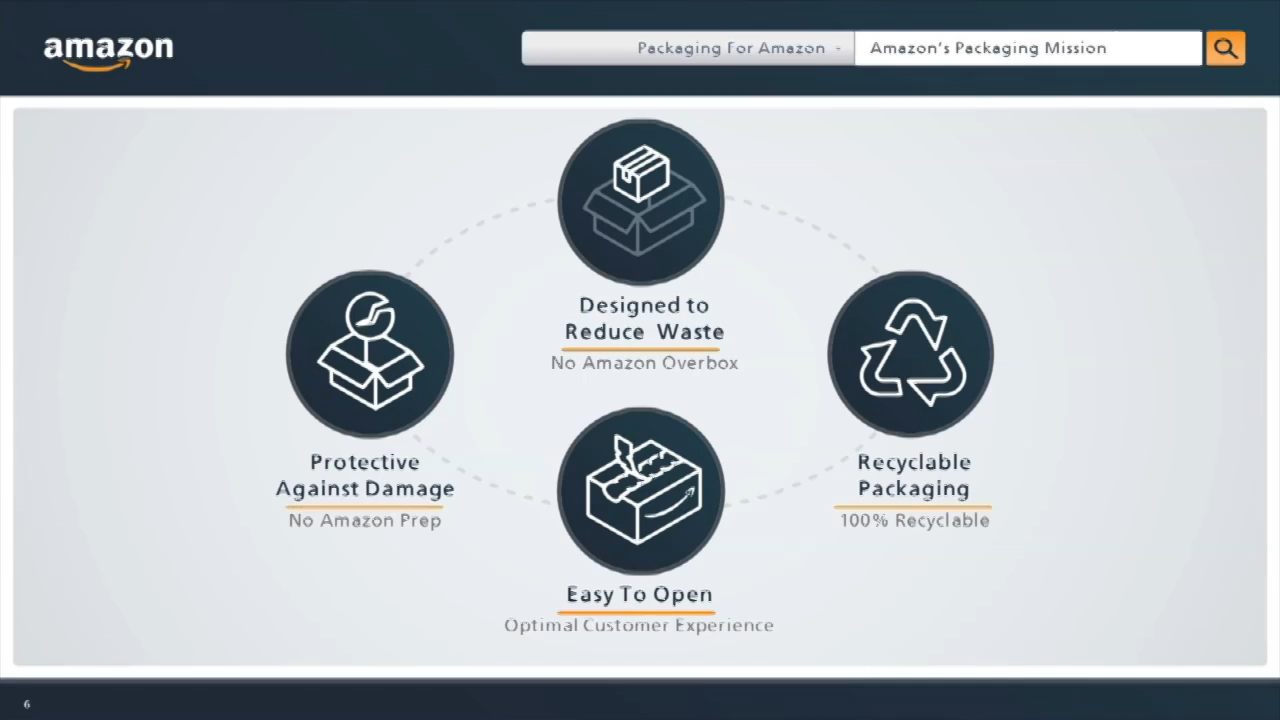 amazon
Packaging For Amazon -
Amazon's Packaging Mission
Designed to
Reduce Waste
No Amazon Overbox
Protective
Against Damage
No Amazon Prep
Recyclable
Packaging
100% Recyclable
Easy To Open
Optimal Customer Experience
6